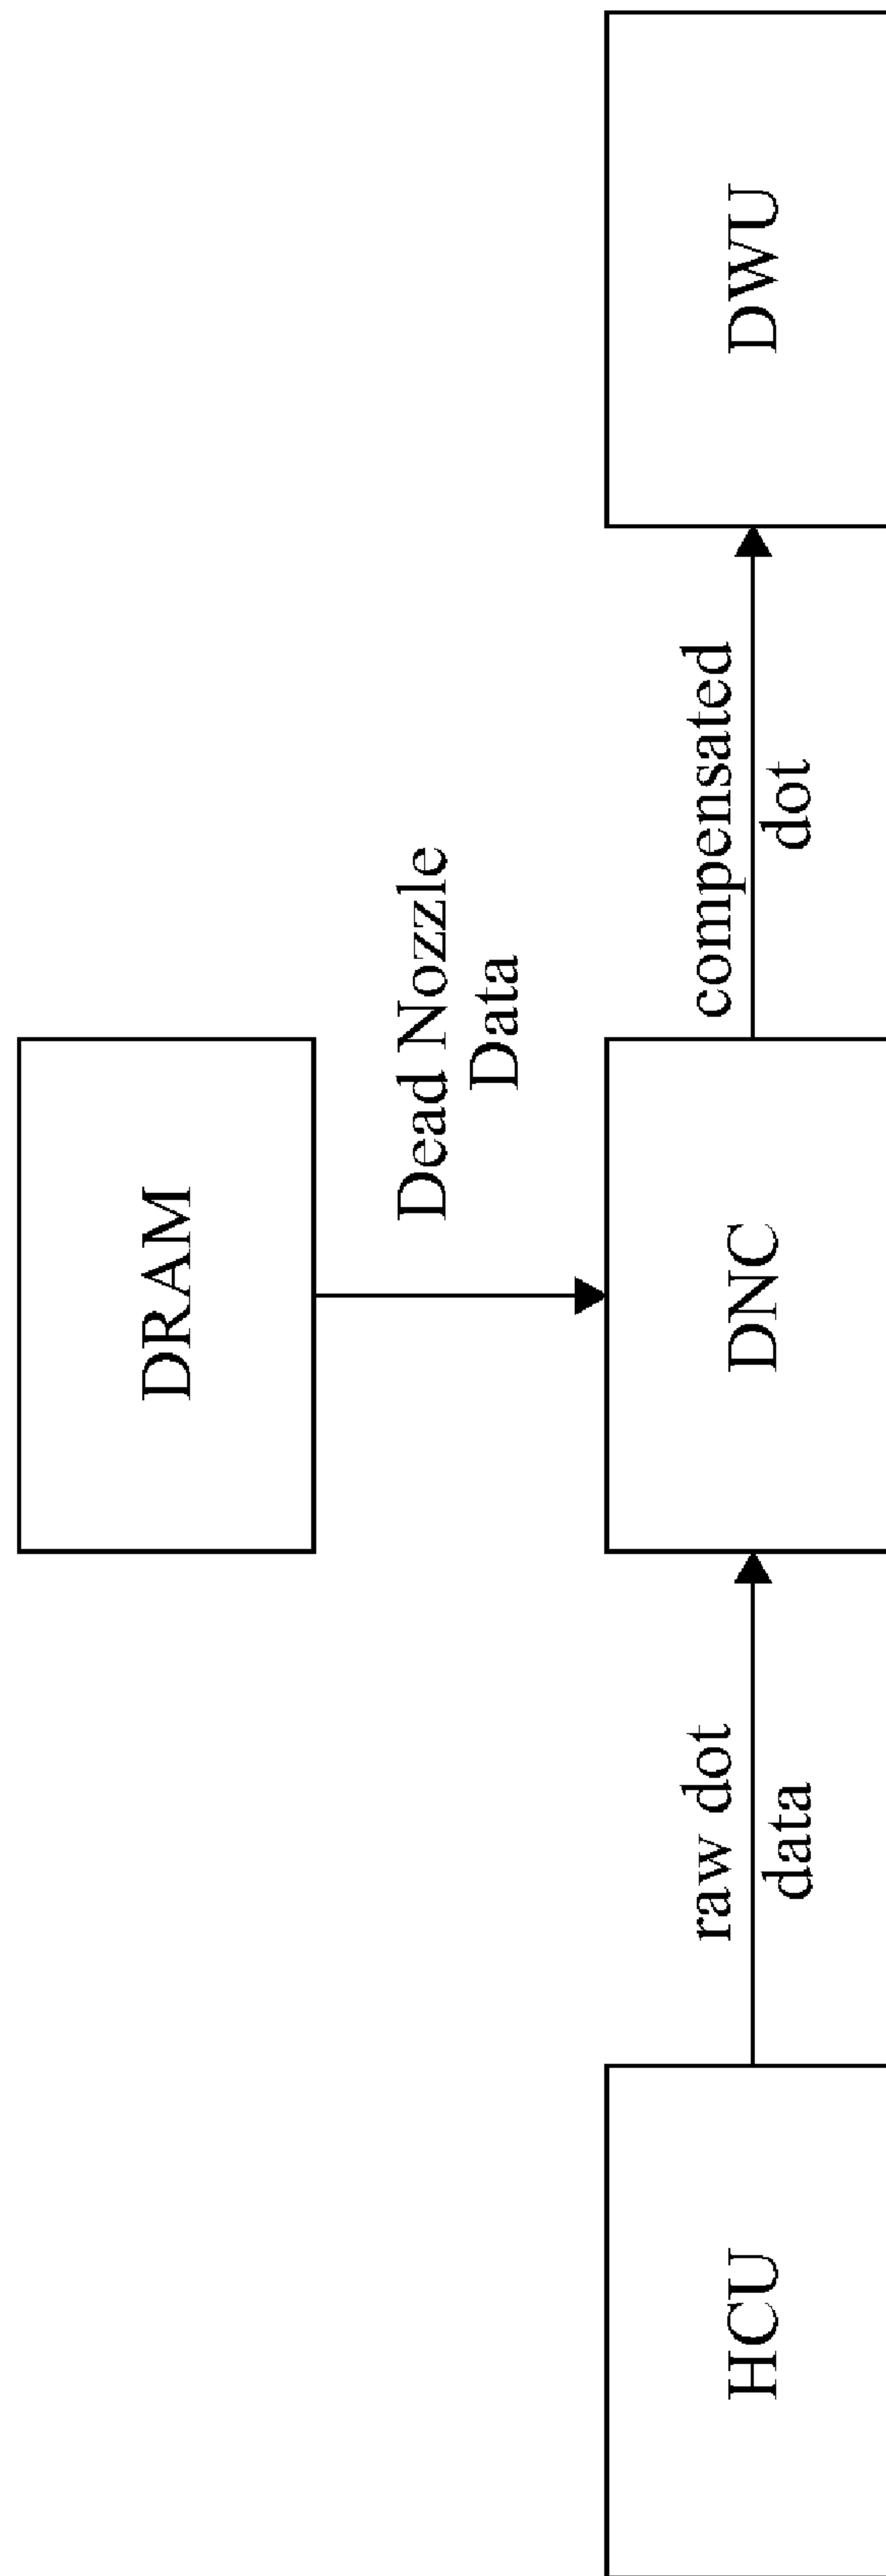 DRAM
Dead Nozzle
Data
HCU
raw dot
data
DNC
compensated
dot
DWU